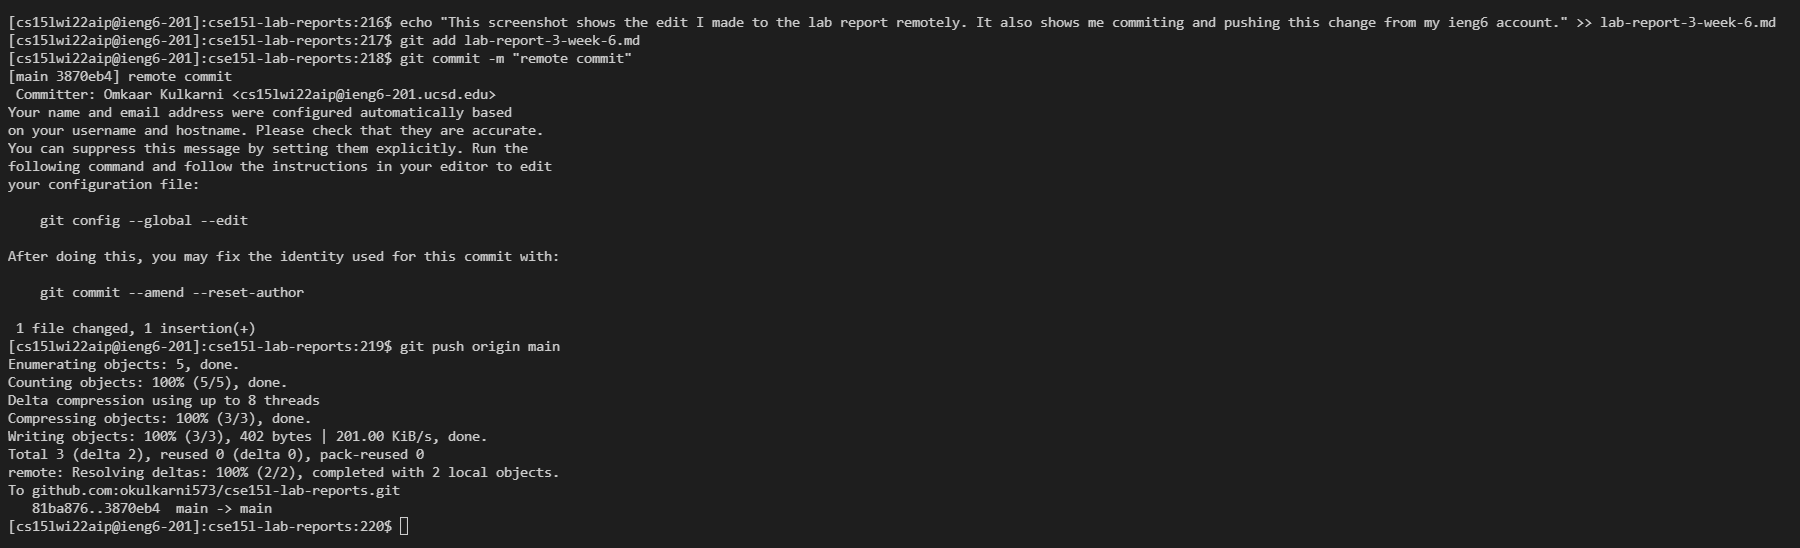 [cs15lwi22aip@ieng6-201]:cse15l-lab-reports:216$ echo "This screenshot shows the edit I made to the lab report remotely. It also shows me commiting and pushing this change from my ieng6 account." >> lab-report-3-week-6.md
[cs15lwi22aip@ieng6-201]:cse15l-lab-reports:217$ git add lab-report-3-week-6.md
[cs15lwi22aip@ieng6-201]:cse15l-lab-reports:218$ git commit -m "remote commit"
[main 3870eb4] remote commit
 Committer: Omkaar Kulkarni <cs15lwi22aip@ieng6-201.ucsd.edu>
Your name and email address were configured automatically based
on your username and hostname. Please check that they are accurate.
You can suppress this message by setting them explicitly. Run the
following command and follow the instructions in your editor to edit
your configuration file:

    git config --global --edit

After doing this, you may fix the identity used for this commit with:

    git commit --amend --reset-author

 1 file changed, 1 insertion(+)
[cs15lwi22aip@ieng6-201]:cse15l-lab-reports:219$ git push origin main
Enumerating objects: 5, done.
Counting objects: 100% (5/5), done.
Delta compression using up to 8 threads
Compressing objects: 100% (3/3), done.
Writing objects: 100% (3/3), 402 bytes | 201.00 KiB/s, done.
Total 3 (delta 2), reused 0 (delta 0), pack-reused 0
remote: Resolving deltas: 100% (2/2), completed with 2 local objects.
To github.com:okulkarni573/cse15l-lab-reports.git
   81ba876..3870eb4  main -> main
[cs15lwi22aip@ieng6-201]:cse15l-lab-reports:220$